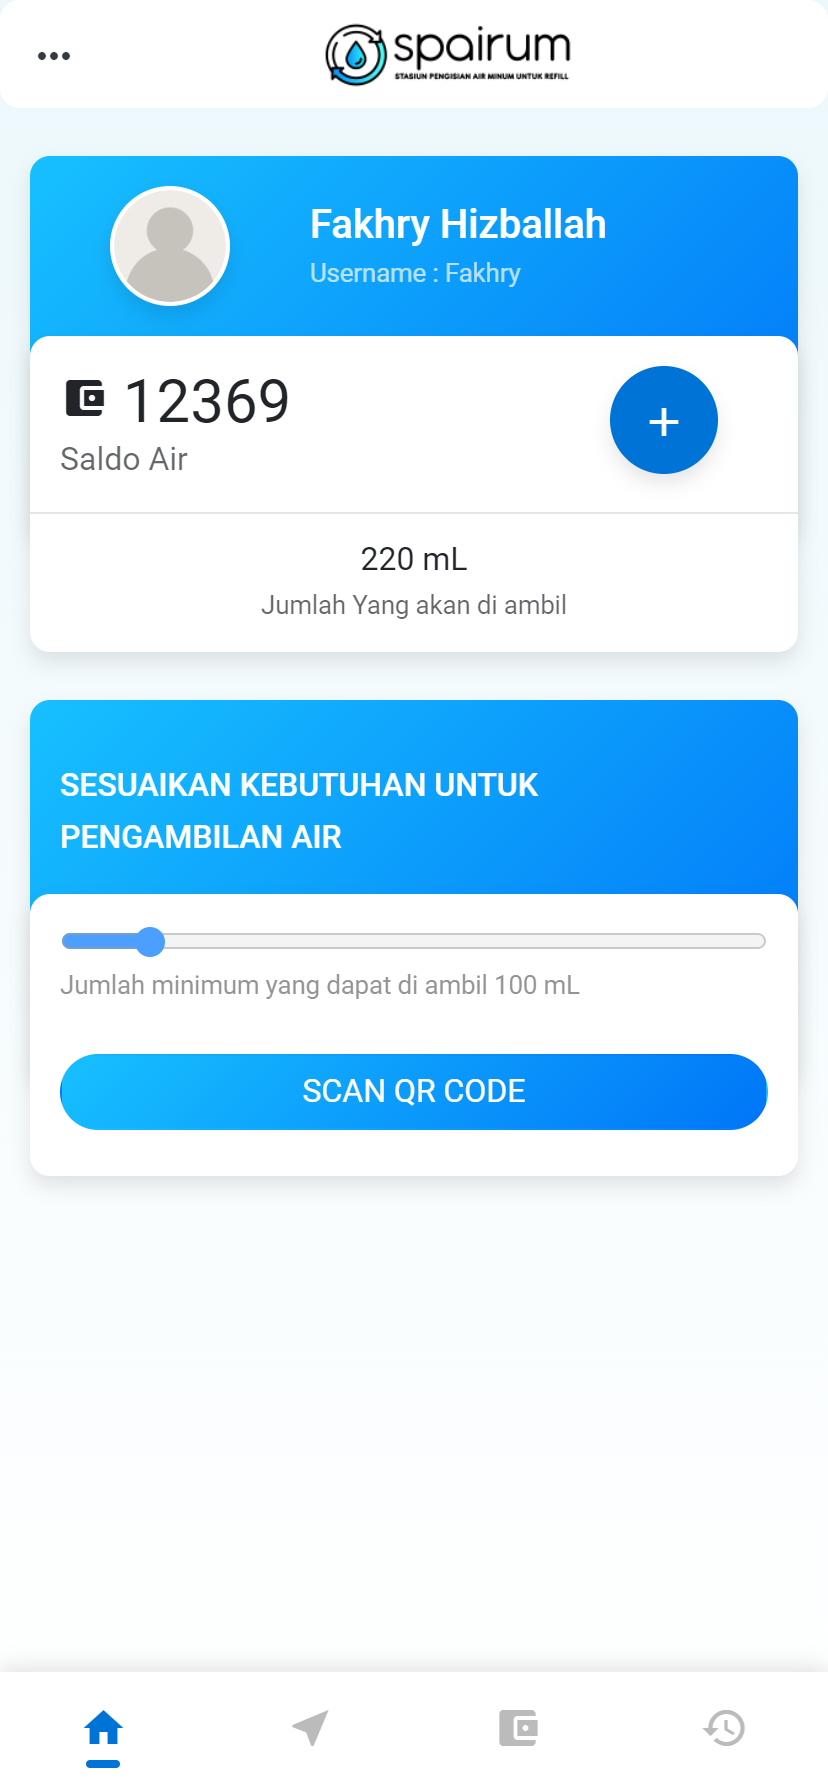 spairum
STASIUN PENGISIAN AIR MINUM UNTUK REFILL
Fakhry Hizballah
Username : Fakhry
12369
Saldo Air
220 mL
Jumlah Yang akan di ambil
SESUAIKAN KEBUTUHAN UNTUK
PENGAMBILAN AIR
Jumlah minimum yang dapat di ambil 100 mL
SCAN QR CODE